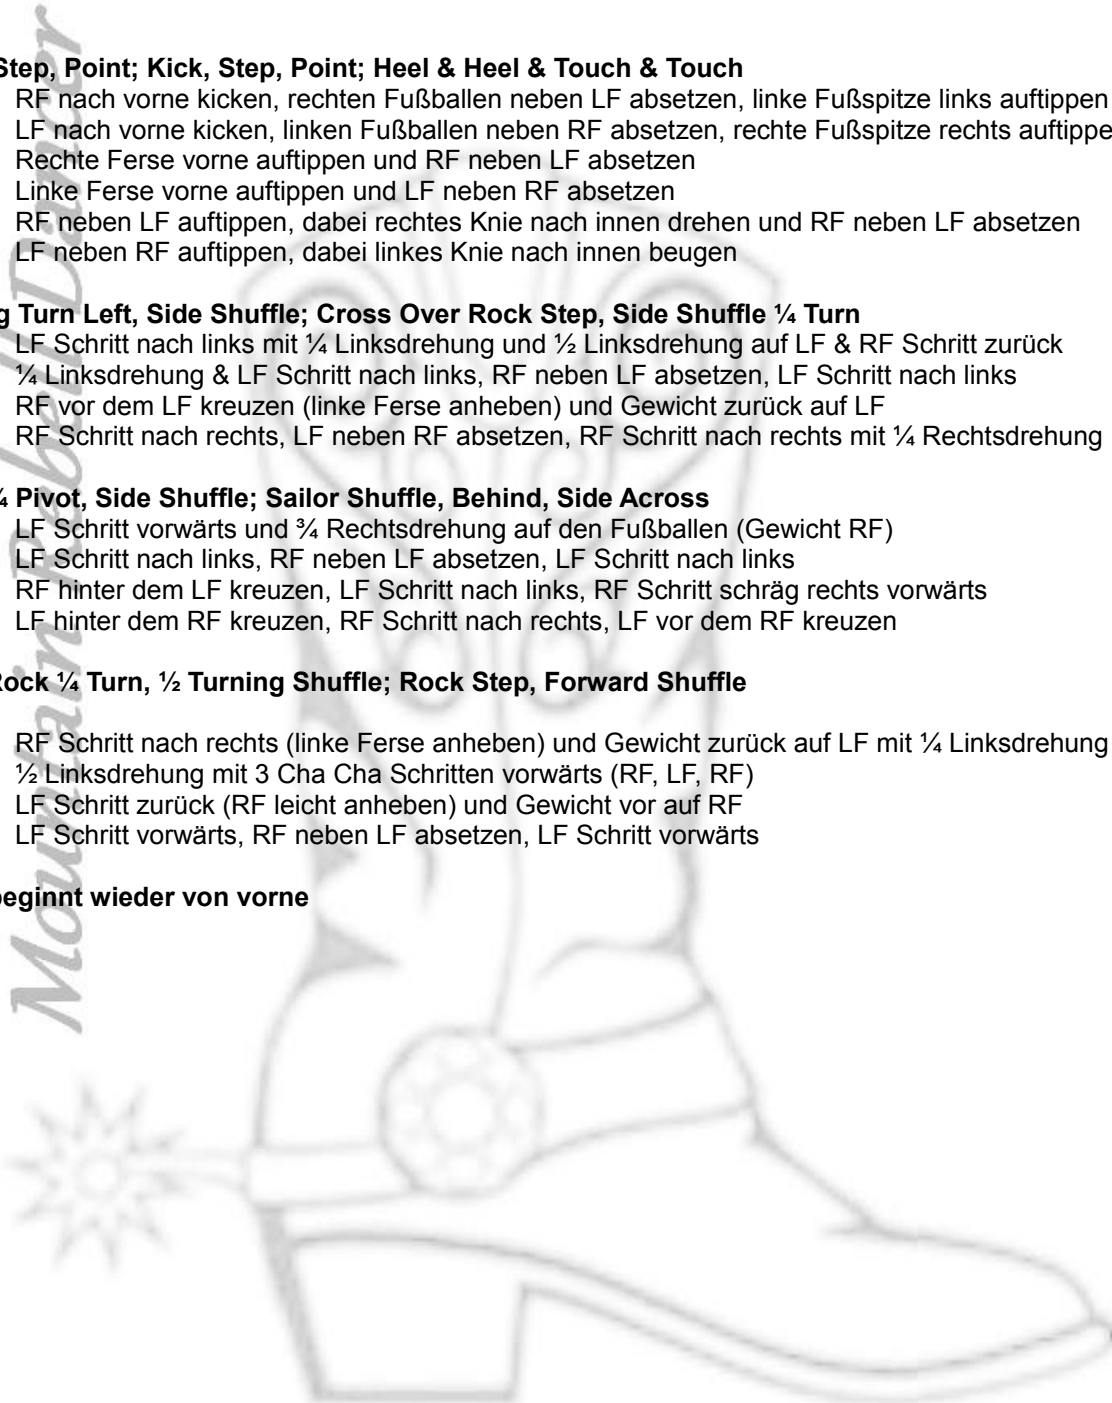 Step, Point; Kick, Step, Point; Heel & Heel & Touch & Touch
RF nach vorne kicken, rechten Fußballen neben LF absetzen, linke Fußspitze links auftippen
LF nach vorne kicken, linken Fußballen neben RF absetzen, rechte Fußspitze rechts auftippe
Rechte Ferse vorne auftippen und RF neben LF absetzen
Linke Ferse vorne auftippen und LF neben RF absetzen
RF neben LF auftippen, dabei rechtes Knie nach innen drehen und RF neben LF absetzen
LF neben RF auftippen, dabei linkes Knie nach innen beugen
g Turn Left, Side Shuffle; Cross Over Rock Step, Side Shuffle ¼ Turn
LF Schritt nach links mit ¼ Linksdrehung und ½ Linksdrehung auf LF & RF Schritt zurück
¼ Linksdrehung & LF Schritt nach links, RF neben LF absetzen, LF Schritt nach links
RF vor dem LF kreuzen (linke Ferse anheben) und Gewicht zurück auf LF
RF Schritt nach rechts, LF neben RF absetzen, RF Schritt nach rechts mit ¼ Rechtsdrehung
Pivot, Side Shuffle; Sailor Shuffle, Behind, Side Across
LF Schritt vorwärts und ¾ Rechtsdrehung auf den Fußballen (Gewicht RF)
LF Schritt nach links, RF neben LF absetzen, LF Schritt nach links
RF hinter dem LF kreuzen, LF Schritt nach links, RF Schritt schräg rechts vorwärts
LF hinter dem RF kreuzen, RF Schritt nach rechts, LF vor dem RF kreuzen
Rock ¼ Turn, ½ Turning Shuffle; Rock Step, Forward Shuffle
RF Schritt nach rechts (linke Ferse anheben) und Gewicht zurück auf LF mit ¼ Linksdrehung
½ Linksdrehung mit 3 Cha Cha Schritten vorwärts (RF, LF, RF)
LF Schritt zurück (RF leicht anheben) und Gewicht vor auf RF
LF Schritt vorwärts, RF neben LF absetzen, LF Schritt vorwärts
beginnt wieder von vorne
Mountain Rebell Dancer